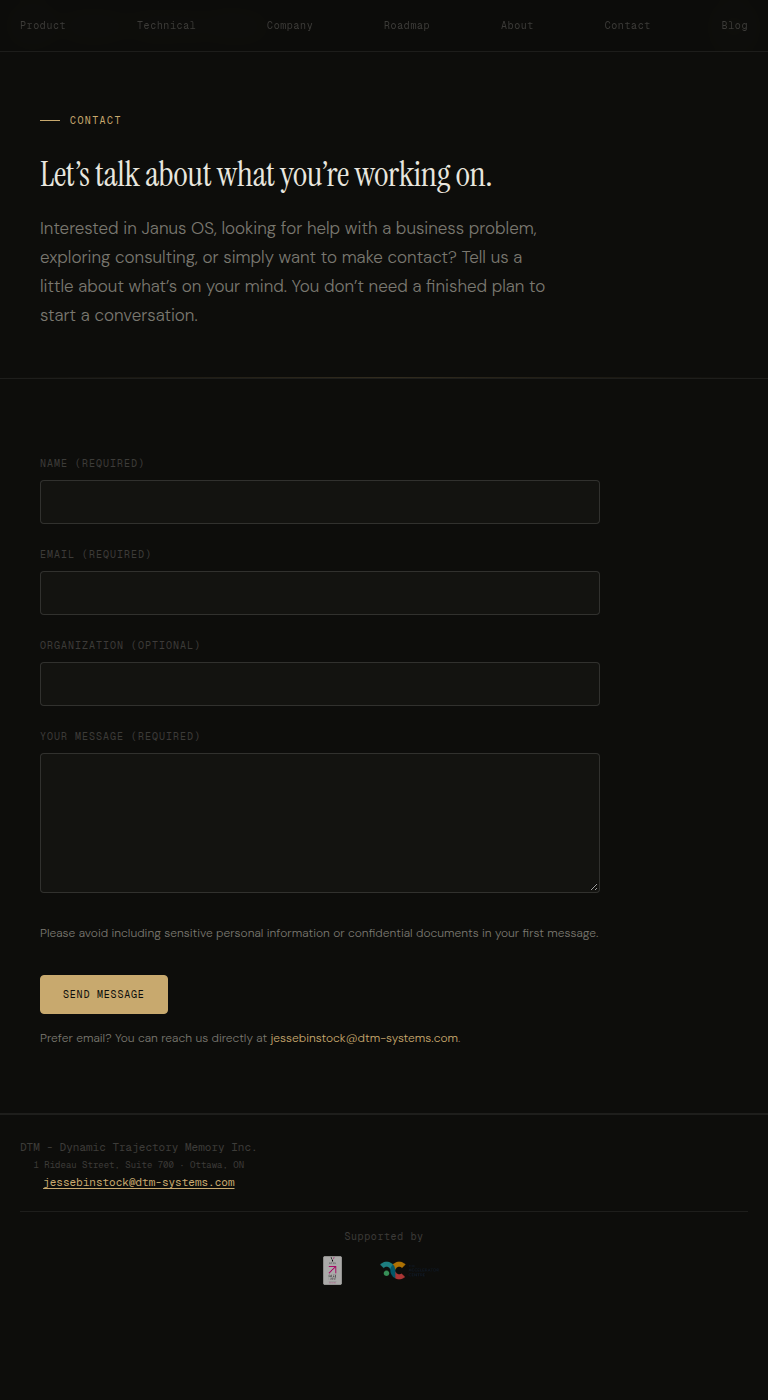 Product Technical Company Roadmap About Contact Blog
CONTACT
Let’s talk about what you’re working on.
Interested in Janus OS, looking for help with a business problem,
exploring consulting, or simply want to make contact? Tell us a
little about what’s on your mind. You don’t need a finished plan to
start a conversation.
NAME (REQUIRED)
EMAIL (REQUIRED)
ORGANIZATION (OPTIONAL)
YOUR MESSAGE (REQUIRED)
Please avoid including sensitive personal information or confidential documents in your first message.
SEND MESSAGE
Prefer email? You can reach us directly at jessebinstock@dtm-systems.com.
DTM - Dynamic Trajectory Memory Inc.
1 Rideau Street, Suite 700 · Ottawa, ON
jessebinstock@dtm-systems.com
Supported by